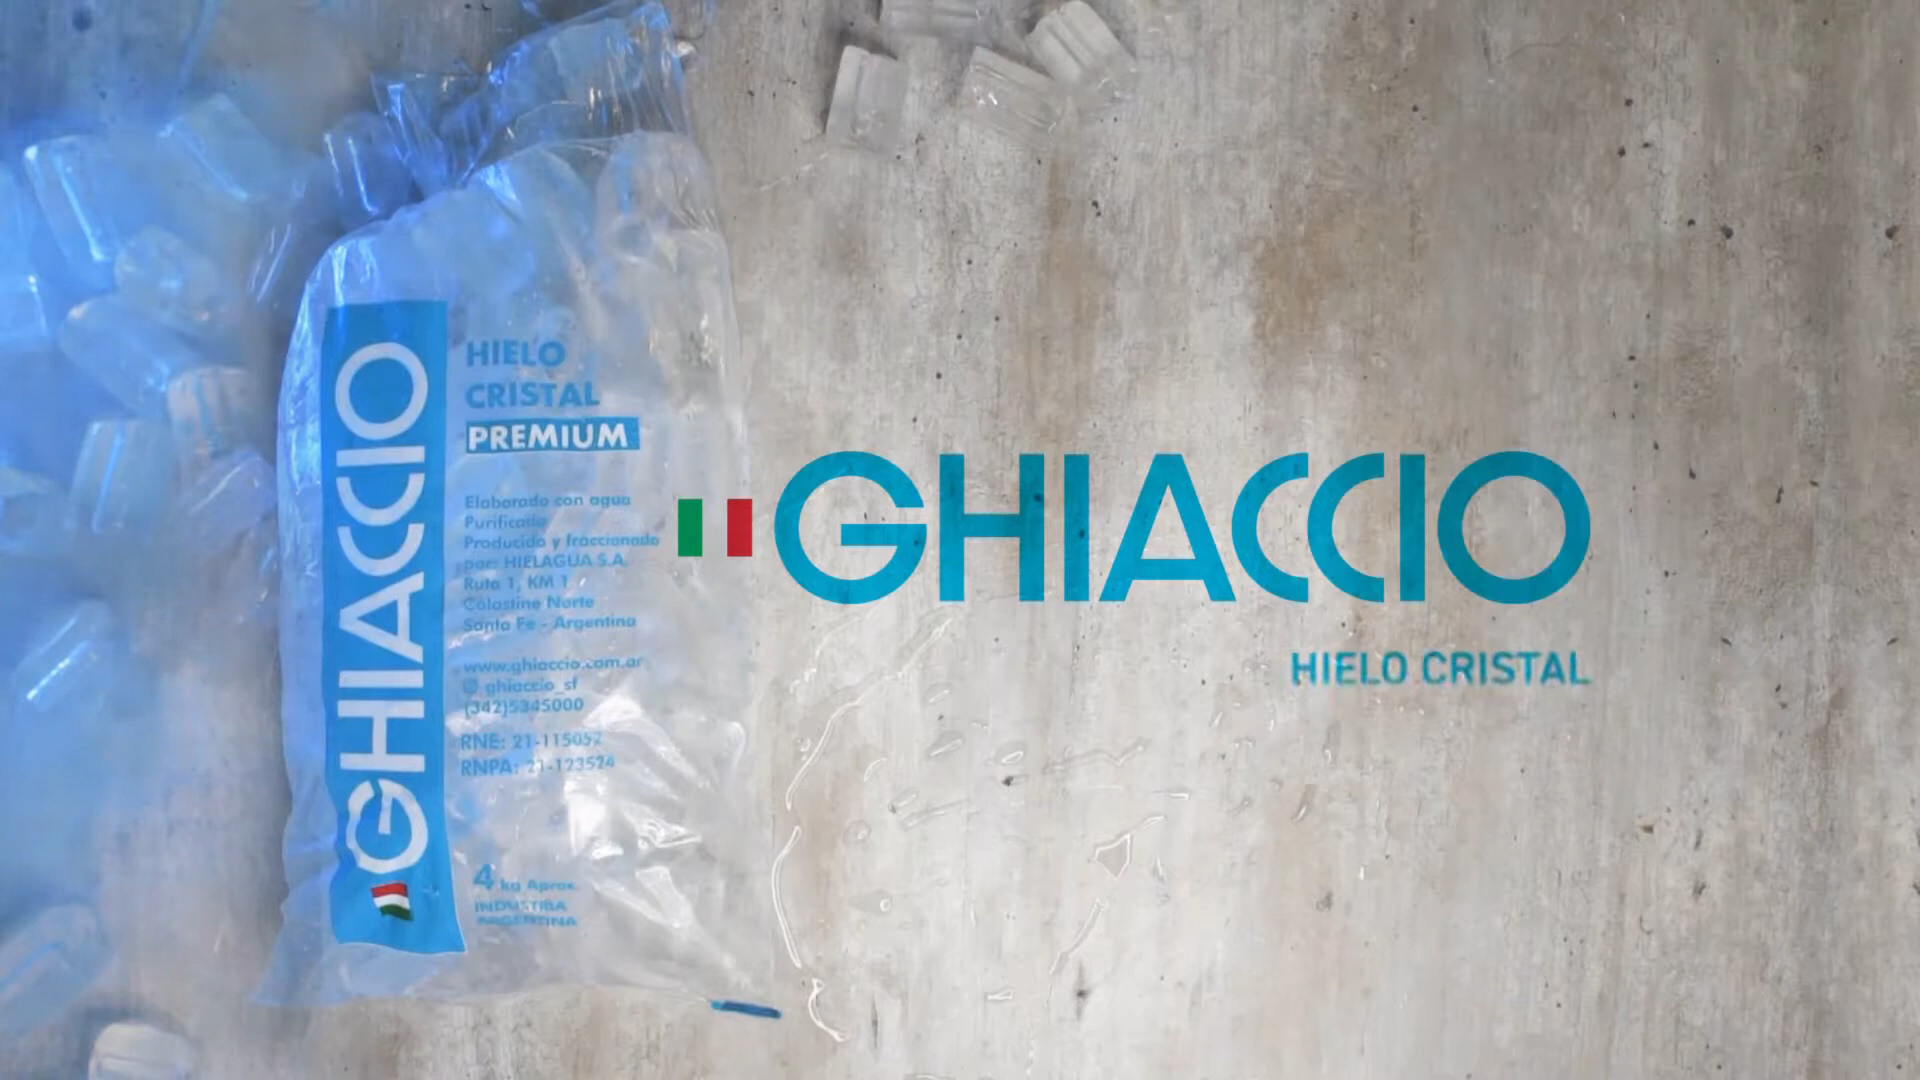 GHIACCIO
HIELO
CRISTAL
PREMIUM
Elaborado con agua
Purificada
Producido y fraccionado
por: HIELAGUA S.A.
Ruta 1, KM 1
Colastine Norte
Santa Fe - Argentina
www.ghiaccio.com.ar
ghiaccio_sf
(342)5345000
RNE: 21-115052
RNPA: 21-123524
4 kg Aprox.
INDUSTRIA
ARGENTINA
GHIACCIO
HIELO CRISTAL